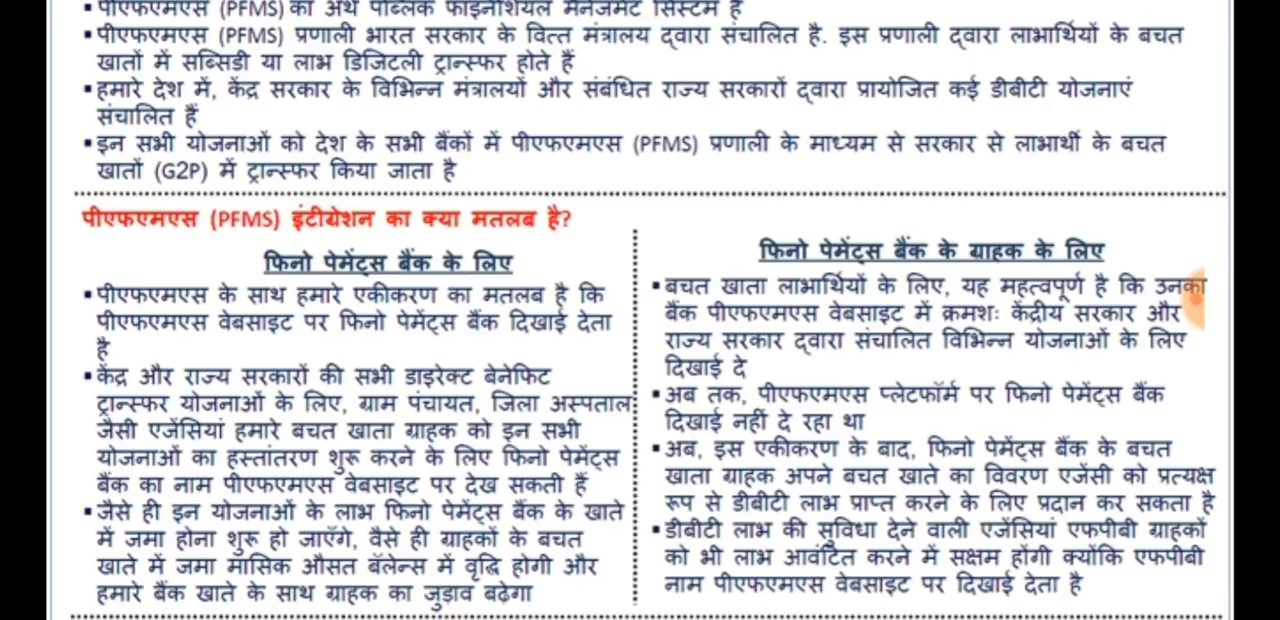 ▪ पीएफएमएस (PFMS) का अर्थ पब्लिक फाइनेंशियल मैनेजमेंट सिस्टम है
▪ पीएफएमएस (PFMS) प्रणाली भारत सरकार के वित्त मंत्रालय द्वारा संचालित है. इस प्रणाली द्वारा लाभार्थियों के बचत
खातों में सब्सिडी या लाभ डिजिटली ट्रान्स्फर होते हैं
▪ हमारे देश में, केंद्र सरकार के विभिन्न मंत्रालयों और संबंधित राज्य सरकारों द्वारा प्रायोजित कई डीबीटी योजनाएं
संचालित हैं
▪ इन सभी योजनाओं को देश के सभी बैंकों में पीएफएमएस (PFMS) प्रणाली के माध्यम से सरकार से लाभार्थी के बचत
खातों (G2P) में ट्रान्स्फर किया जाता है
पीएफएमएस (PFMS) इंटीग्रेशन का क्या मतलब है?
फिनो पेमेंट्स बैंक के लिए
▪ पीएफएमएस के साथ हमारे एकीकरण का मतलब है कि
पीएफएमएस वेबसाइट पर फिनो पेमेंट्स बैंक दिखाई देता
है
▪ केंद्र और राज्य सरकारों की सभी डाइरेक्ट बेनेफिट
ट्रान्स्फर योजनाओं के लिए, ग्राम पंचायत, जिला अस्पताल
जैसी एजेंसियां हमारे बचत खाता ग्राहक को इन सभी
योजनाओं का हस्तांतरण शुरू करने के लिए फिनो पेमेंट्स
बैंक का नाम पीएफएमएस वेबसाइट पर देख सकती हैं
▪ जैसे ही इन योजनाओं के लाभ फिनो पेमेंट्स बैंक के खाते
में जमा होना शुरू हो जाएँगे, वैसे ही ग्राहकों के बचत
खाते में जमा मासिक औसत बॅलेन्स में वृद्धि होगी और
हमारे बैंक खाते के साथ ग्राहक का जुड़ाव बढ़ेगा
फिनो पेमेंट्स बैंक के ग्राहक के लिए
▪ बचत खाता लाभार्थियों के लिए, यह महत्वपूर्ण है कि उनका
बैंक पीएफएमएस वेबसाइट में क्रमशः केंद्रीय सरकार और
राज्य सरकार द्वारा संचालित विभिन्न योजनाओं के लिए
दिखाई दे
▪ अब तक, पीएफएमएस प्लेटफॉर्म पर फिनो पेमेंट्स बैंक
दिखाई नहीं दे रहा था
▪ अब, इस एकीकरण के बाद, फिनो पेमेंट्स बैंक के बचत
खाता ग्राहक अपने बचत खाते का विवरण एजेंसी को प्रत्यक्ष
रूप से डीबीटी लाभ प्राप्त करने के लिए प्रदान कर सकता है
▪ डीबीटी लाभ की सुविधा देने वाली एजेंसियां एफपीबी ग्राहकों
को भी लाभ आवंटित करने में सक्षम होंगी क्योंकि एफपीबी
नाम पीएफएमएस वेबसाइट पर दिखाई देता है